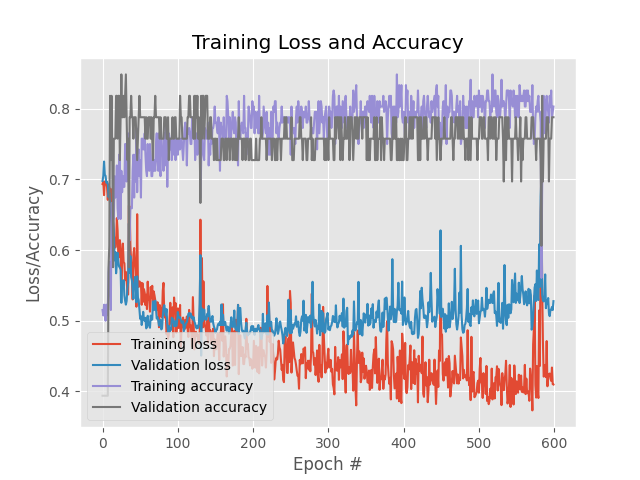 Training Loss and Accuracy
Loss/Accuracy
0.8
0.7
0.6
0.5
0.4
Training loss
Validation loss
Training accuracy
Validation accuracy
0 100 200 300 400 500 600
Epoch #